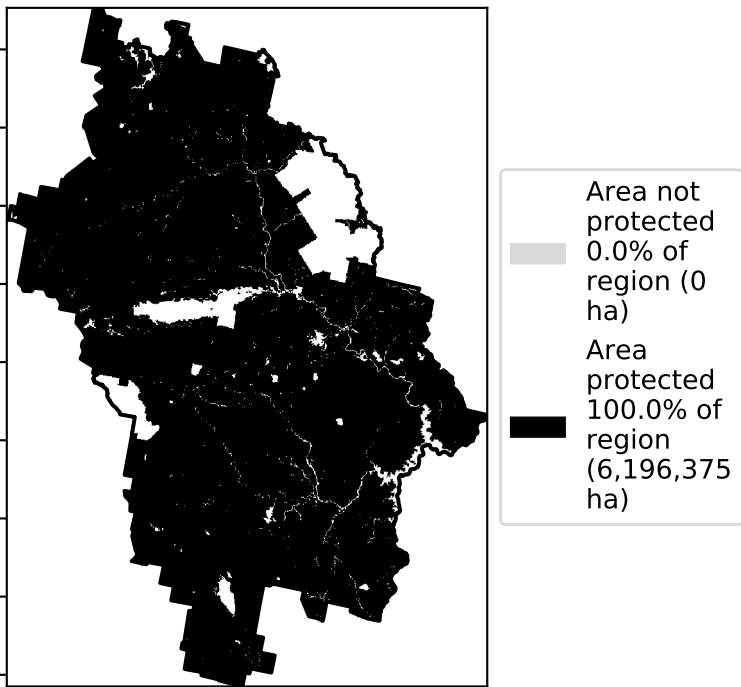 Area not
protected
0.0% of
region (0
ha)
Area
protected
100.0% of
region
(6,196,375
ha)